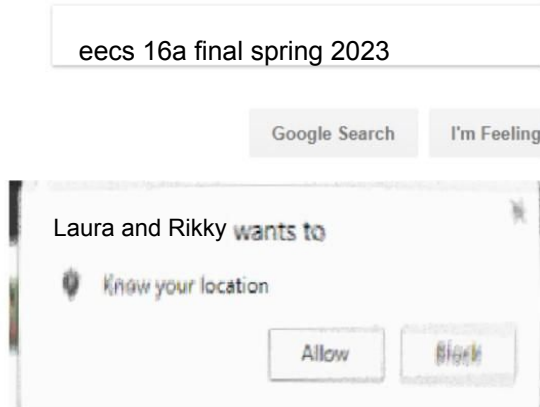 eecs 16a final spring 2023
Google Search I'm Feeling
Laura and Rikky wants to
Know your location
Allow Block